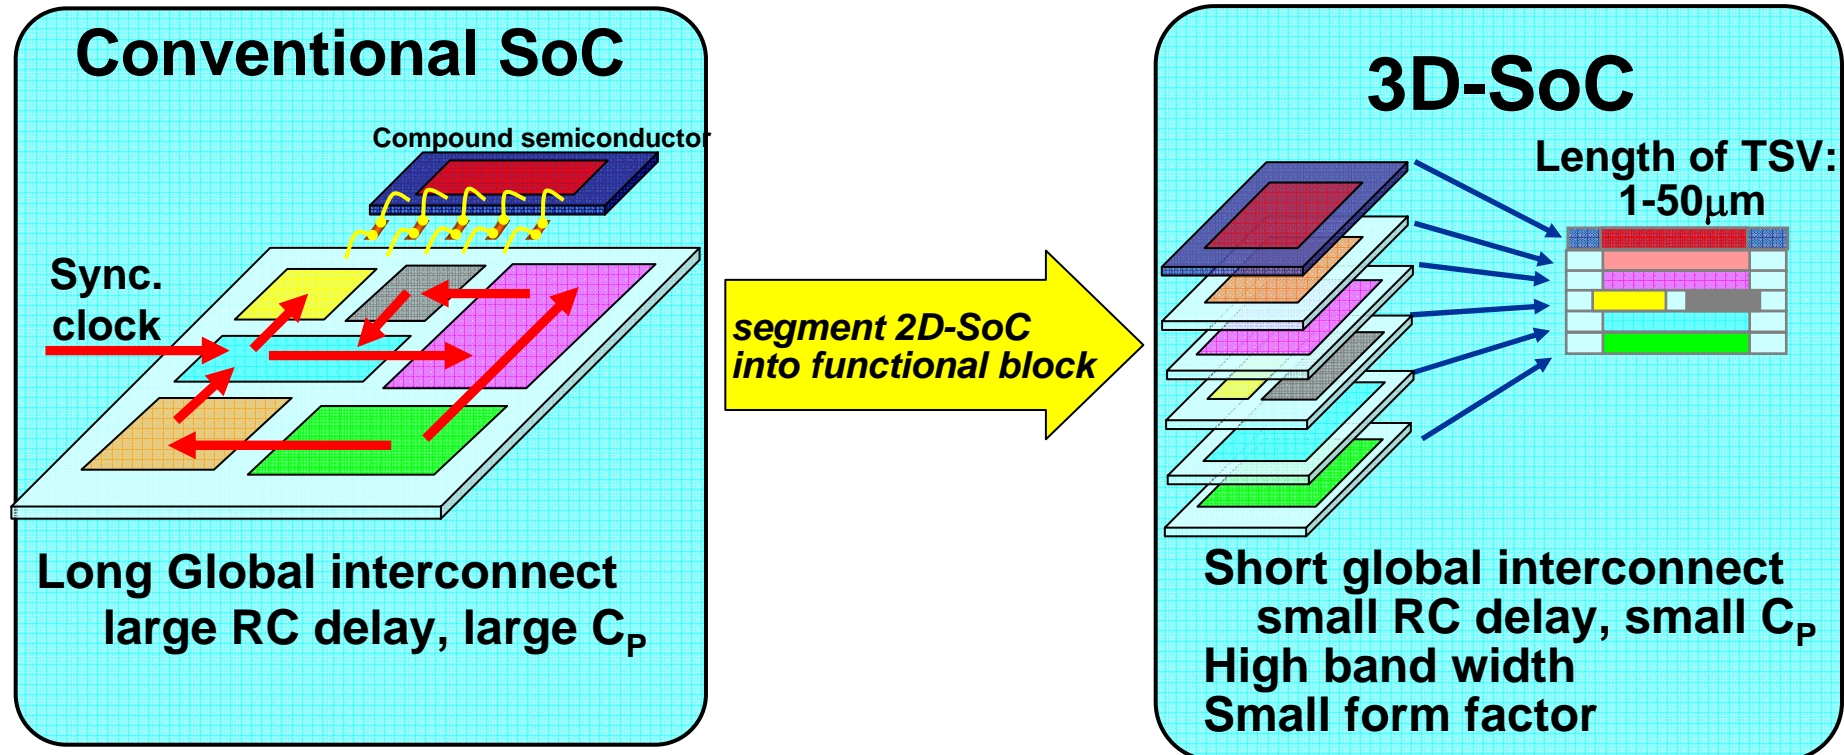 Conventional SoC
Compound semiconductor
Sync.
clock
Long Global interconnect
large RC delay, large CP
segment 2D-SoC
into functional block
3D-SoC
Length of TSV:
1-50μm
Short global interconnect
small RC delay, small CP
High band width
Small form factor